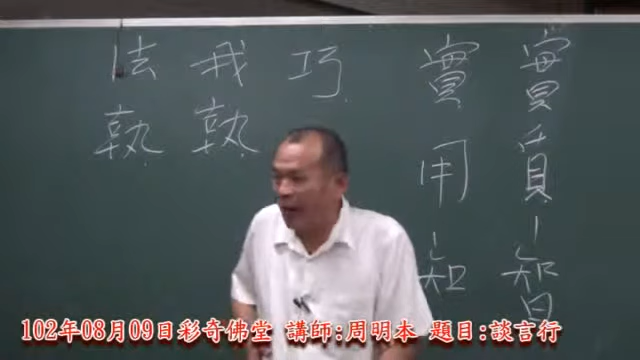 實質—智
實用—知
巧
我執
法執
102年08月09日彩奇佛堂 講師:周明本 題目:談言行